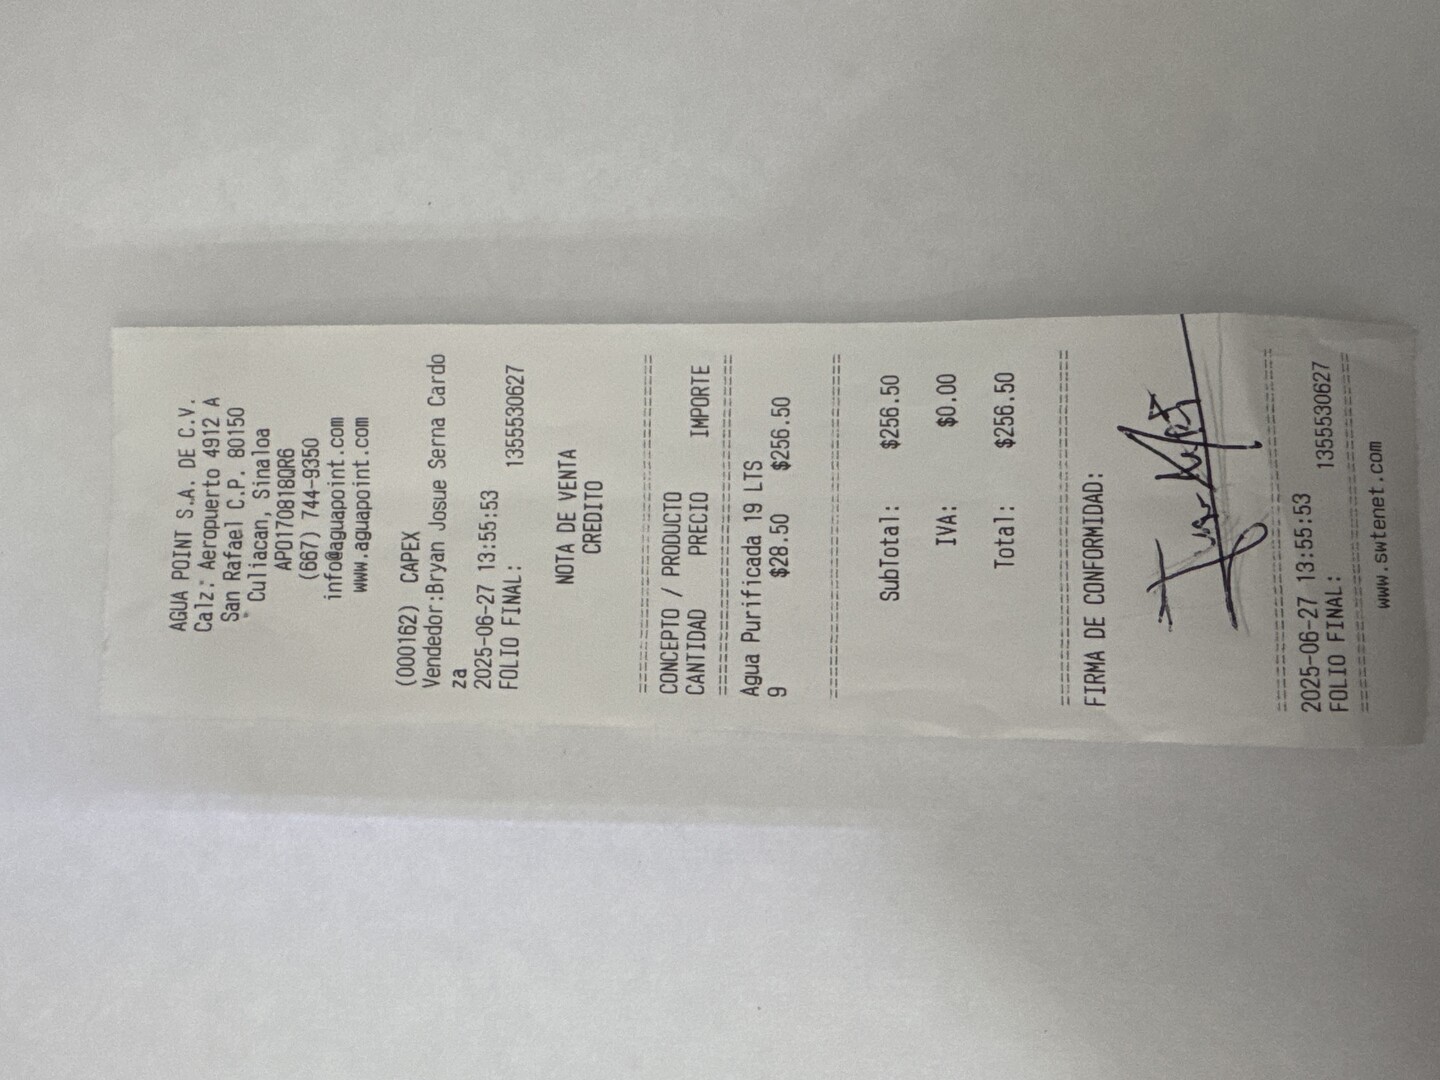 AGUA POINT S.A. DE C.V.
Calz. Aeropuerto 4912 A
San Rafael C.P. 80150
Culiacan, Sinaloa
APO170818QR6
(667) 744-9350
info@aguapoint.com
www.aguapoint.com
(000162) CAPEX
Vendedor:Bryan Josue Serna Cardo
za
2025-06-27 13:55:53
FOLIO FINAL: 1355530627
NOTA DE VENTA
CREDITO
================================
CONCEPTO / PRODUCTO
CANTIDAD PRECIO IMPORTE
================================
Agua Purificada 19 LTS
9 $28.50 $256.50
================================
SubTotal: $256.50
IVA: $0.00
Total: $256.50
================================
FIRMA DE CONFORMIDAD:
================================
2025-06-27 13:55:53
FOLIO FINAL: 1355530627
================================
www.swtenet.com